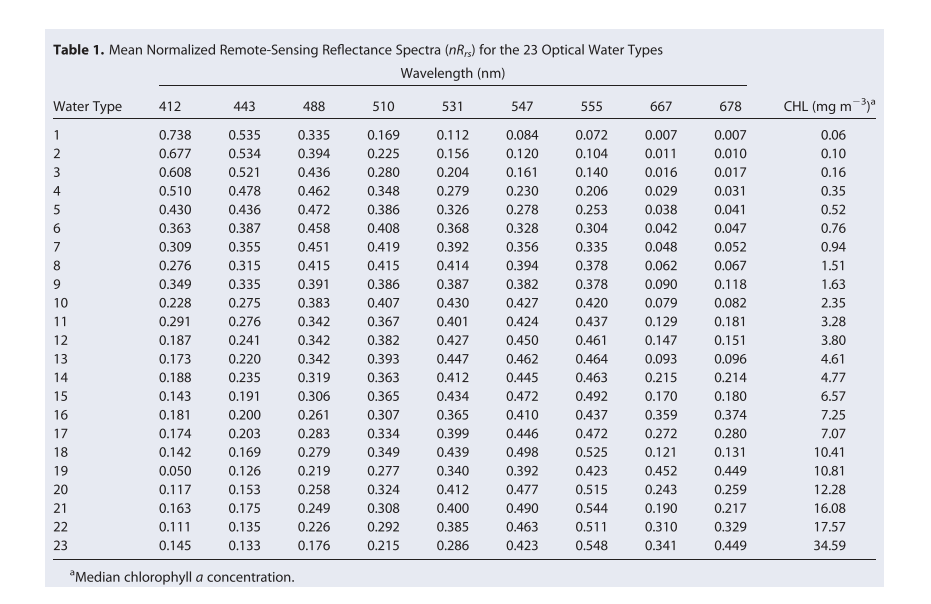 Table 1. Mean Normalized Remote-Sensing Reflectance Spectra (nRrs) for the 23 Optical Water Types
Wavelength (nm)
Water Type 412 443 488 510 531 547 555 667 678 CHL (mg m−3)a
1 0.738 0.535 0.335 0.169 0.112 0.084 0.072 0.007 0.007 0.06
2 0.677 0.534 0.394 0.225 0.156 0.120 0.104 0.011 0.010 0.10
3 0.608 0.521 0.436 0.280 0.204 0.161 0.140 0.016 0.017 0.16
4 0.510 0.478 0.462 0.348 0.279 0.230 0.206 0.029 0.031 0.35
5 0.430 0.436 0.472 0.386 0.326 0.278 0.253 0.038 0.041 0.52
6 0.363 0.387 0.458 0.408 0.368 0.328 0.304 0.042 0.047 0.76
7 0.309 0.355 0.451 0.419 0.392 0.356 0.335 0.048 0.052 0.94
8 0.276 0.315 0.415 0.415 0.414 0.394 0.378 0.062 0.067 1.51
9 0.349 0.335 0.391 0.386 0.387 0.382 0.378 0.090 0.118 1.63
10 0.228 0.275 0.383 0.407 0.430 0.427 0.420 0.079 0.082 2.35
11 0.291 0.276 0.342 0.367 0.401 0.424 0.437 0.129 0.181 3.28
12 0.187 0.241 0.342 0.382 0.427 0.450 0.461 0.147 0.151 3.80
13 0.173 0.220 0.342 0.393 0.447 0.462 0.464 0.093 0.096 4.61
14 0.188 0.235 0.319 0.363 0.412 0.445 0.463 0.215 0.214 4.77
15 0.143 0.191 0.306 0.365 0.434 0.472 0.492 0.170 0.180 6.57
16 0.181 0.200 0.261 0.307 0.365 0.410 0.437 0.359 0.374 7.25
17 0.174 0.203 0.283 0.334 0.399 0.446 0.472 0.272 0.280 7.07
18 0.142 0.169 0.279 0.349 0.439 0.498 0.525 0.121 0.131 10.41
19 0.050 0.126 0.219 0.277 0.340 0.392 0.423 0.452 0.449 10.81
20 0.117 0.153 0.258 0.324 0.412 0.477 0.515 0.243 0.259 12.28
21 0.163 0.175 0.249 0.308 0.400 0.490 0.544 0.190 0.217 16.08
22 0.111 0.135 0.226 0.292 0.385 0.463 0.511 0.310 0.329 17.57
23 0.145 0.133 0.176 0.215 0.286 0.423 0.548 0.341 0.449 34.59
aMedian chlorophyll a concentration.